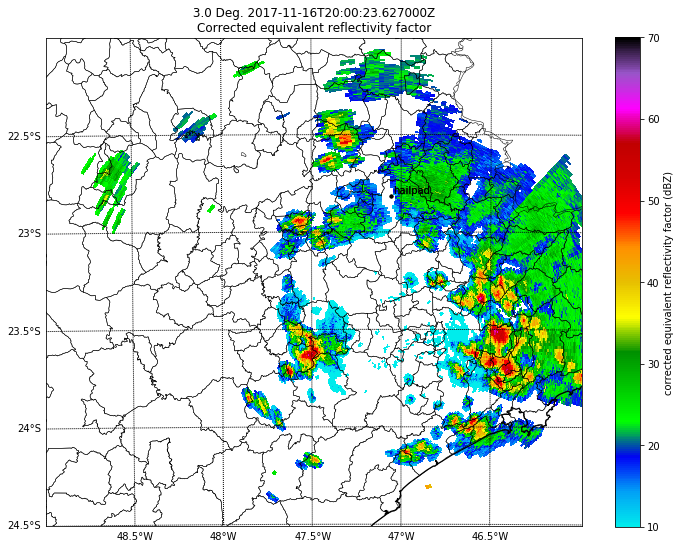 3.0 Deg. 2017-11-16T20:00:23.627000Z
Corrected equivalent reflectivity factor
22.5°S
23°S
23.5°S
24°S
24.5°S
48.5°W
48°W
47.5°W
47°W
46.5°W
hailpad
70
60
50
40
30
20
10
corrected equivalent reflectivity factor (dBZ)